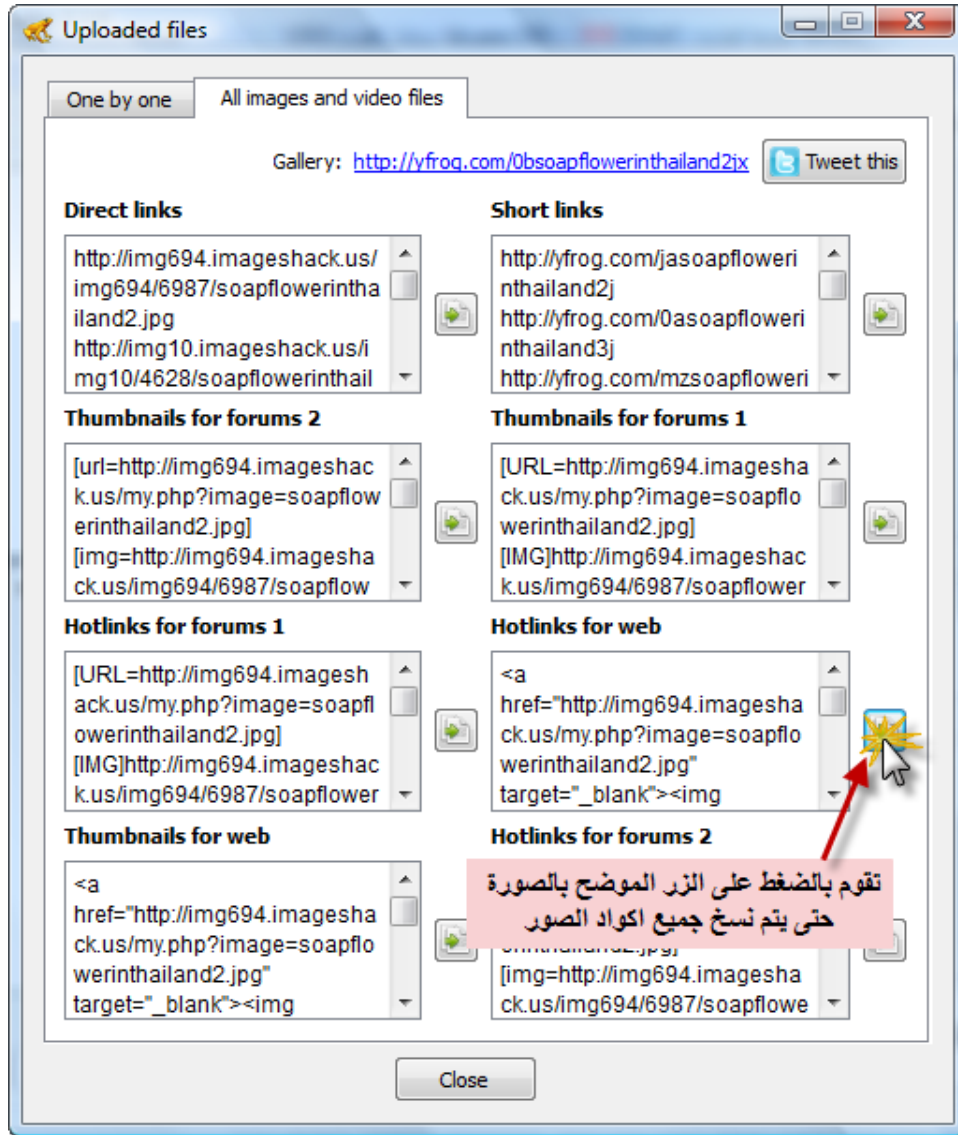 Uploaded files
One by one
All images and video files
Gallery: http://yfrog.com/0bsoapflowerinthailand2jx
Tweet this
Direct links
http://img694.imageshack.us/
img694/6987/soapflowerintha
iland2.jpg
http://img10.imageshack.us/i
mg10/4628/soapflowerinthail
Short links
http://yfrog.com/jasoapfloweri
nthailand2j
http://yfrog.com/0asoapfloweri
nthailand3j
http://yfrog.com/mzsoapfloweri
Thumbnails for forums 2
[url=http://img694.imageshac
k.us/my.php?image=soapflow
erinthailand2.jpg]
[img=http://img694.imagesha
ck.us/img694/6987/soapflow
Thumbnails for forums 1
[URL=http://img694.imagesha
ck.us/my.php?image=soapflo
werinthailand2.jpg]
[IMG]http://img694.imageshac
k.us/img694/6987/soapflower
Hotlinks for forums 1
[URL=http://img694.imagesh
ack.us/my.php?image=soapfl
owerinthailand2.jpg]
[IMG]http://img694.imageshac
k.us/img694/6987/soapflower
Hotlinks for web
<a
href="http://img694.imagesha
ck.us/my.php?image=soapflo
werinthailand2.jpg"
target="_blank"><img
Thumbnails for web
<a
href="http://img694.imagesha
ck.us/my.php?image=soapflo
werinthailand2.jpg"
target="_blank"><img
Hotlinks for forums 2
تقوم بالضغط على الزر الموضح بالصورة
حتى يتم نسخ جميع اكواد الصور
[img=http://img694.imagesha
ck.us/img694/6987/soapflowe
Close